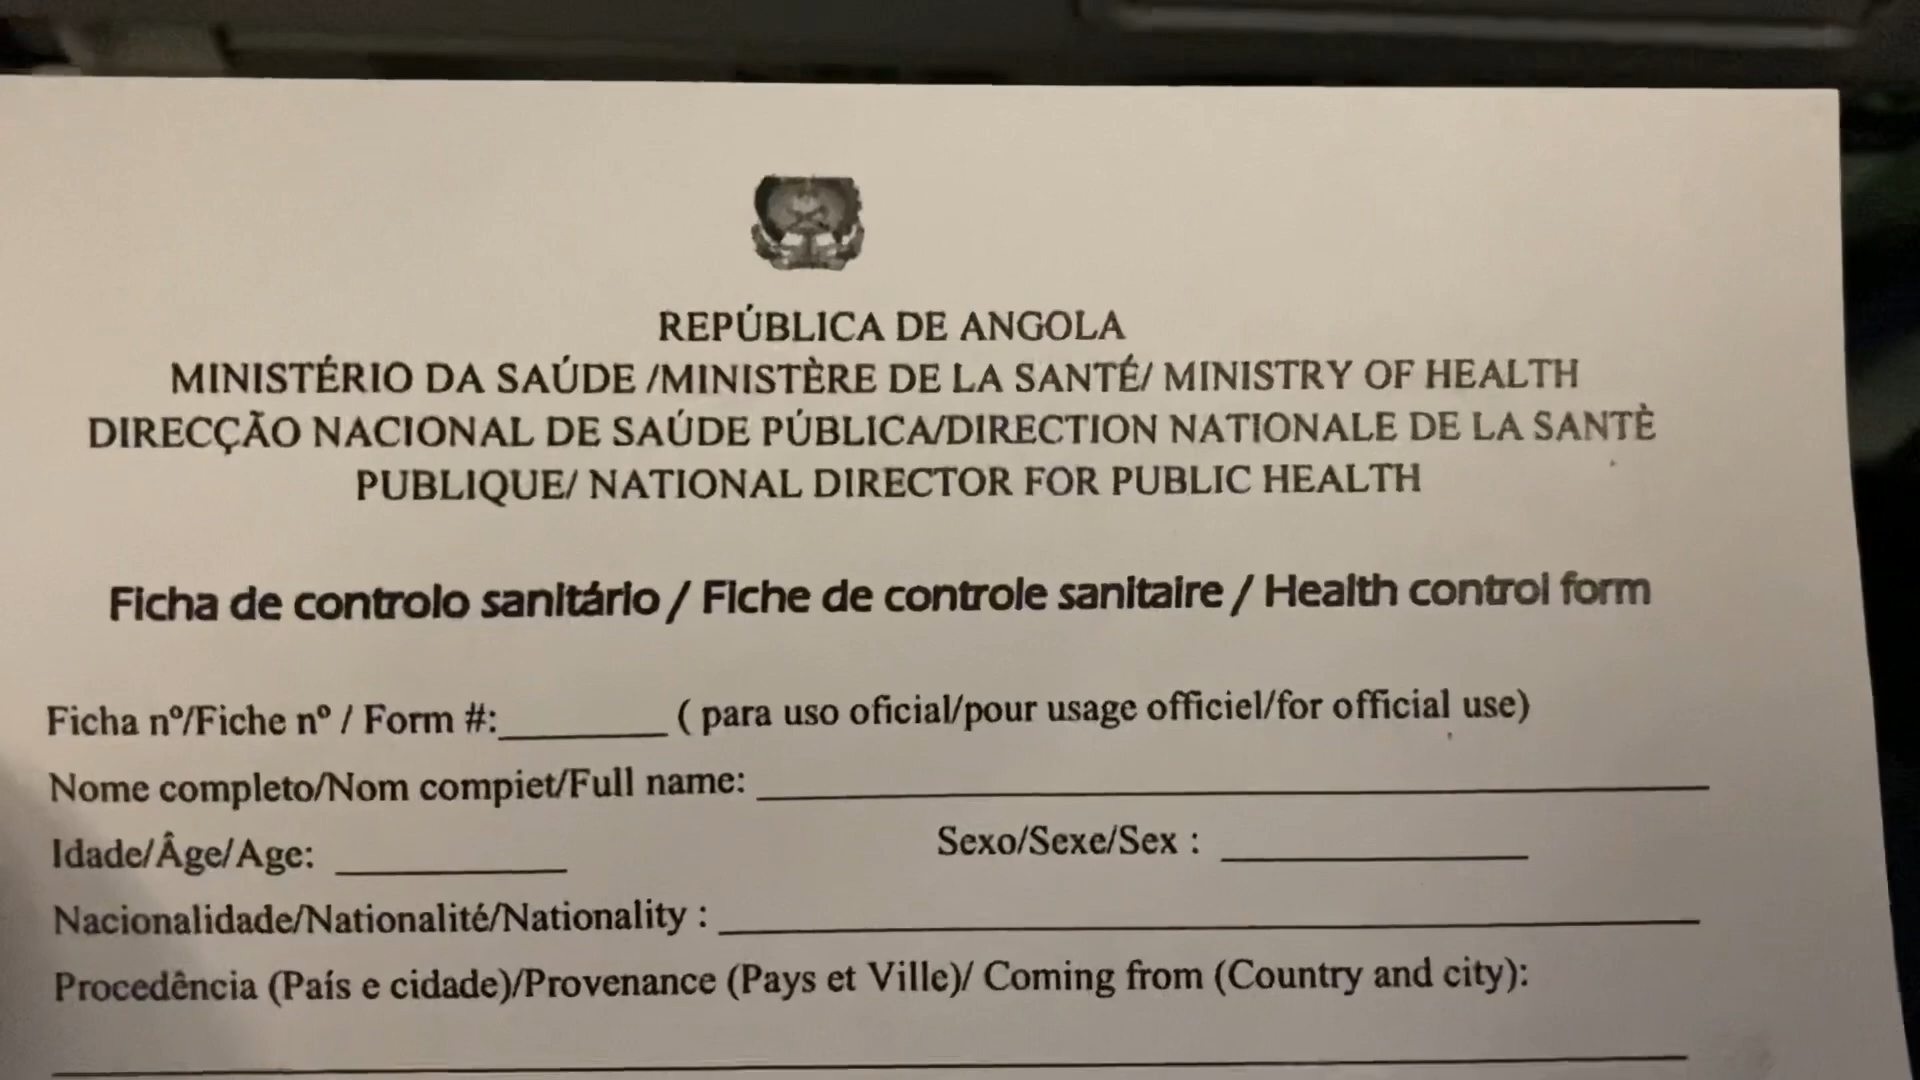 REPÚBLICA DE ANGOLA
MINISTÉRIO DA SAÚDE /MINISTÈRE DE LA SANTÉ/ MINISTRY OF HEALTH
DIRECÇÃO NACIONAL DE SAÚDE PÚBLICA/DIRECTION NATIONALE DE LA SANTÈ
PUBLIQUE/ NATIONAL DIRECTOR FOR PUBLIC HEALTH
Ficha de controlo sanitário / Fiche de controle sanitaire / Health control form
Ficha nº/Fiche nº / Form #:________ ( para uso oficial/pour usage officiel/for official use)
Nome completo/Nom compiet/Full name:
Idade/Âge/Age: Sexo/Sexe/Sex :
Nacionalidade/Nationalité/Nationality :
Procedência (País e cidade)/Provenance (Pays et Ville)/ Coming from (Country and city):